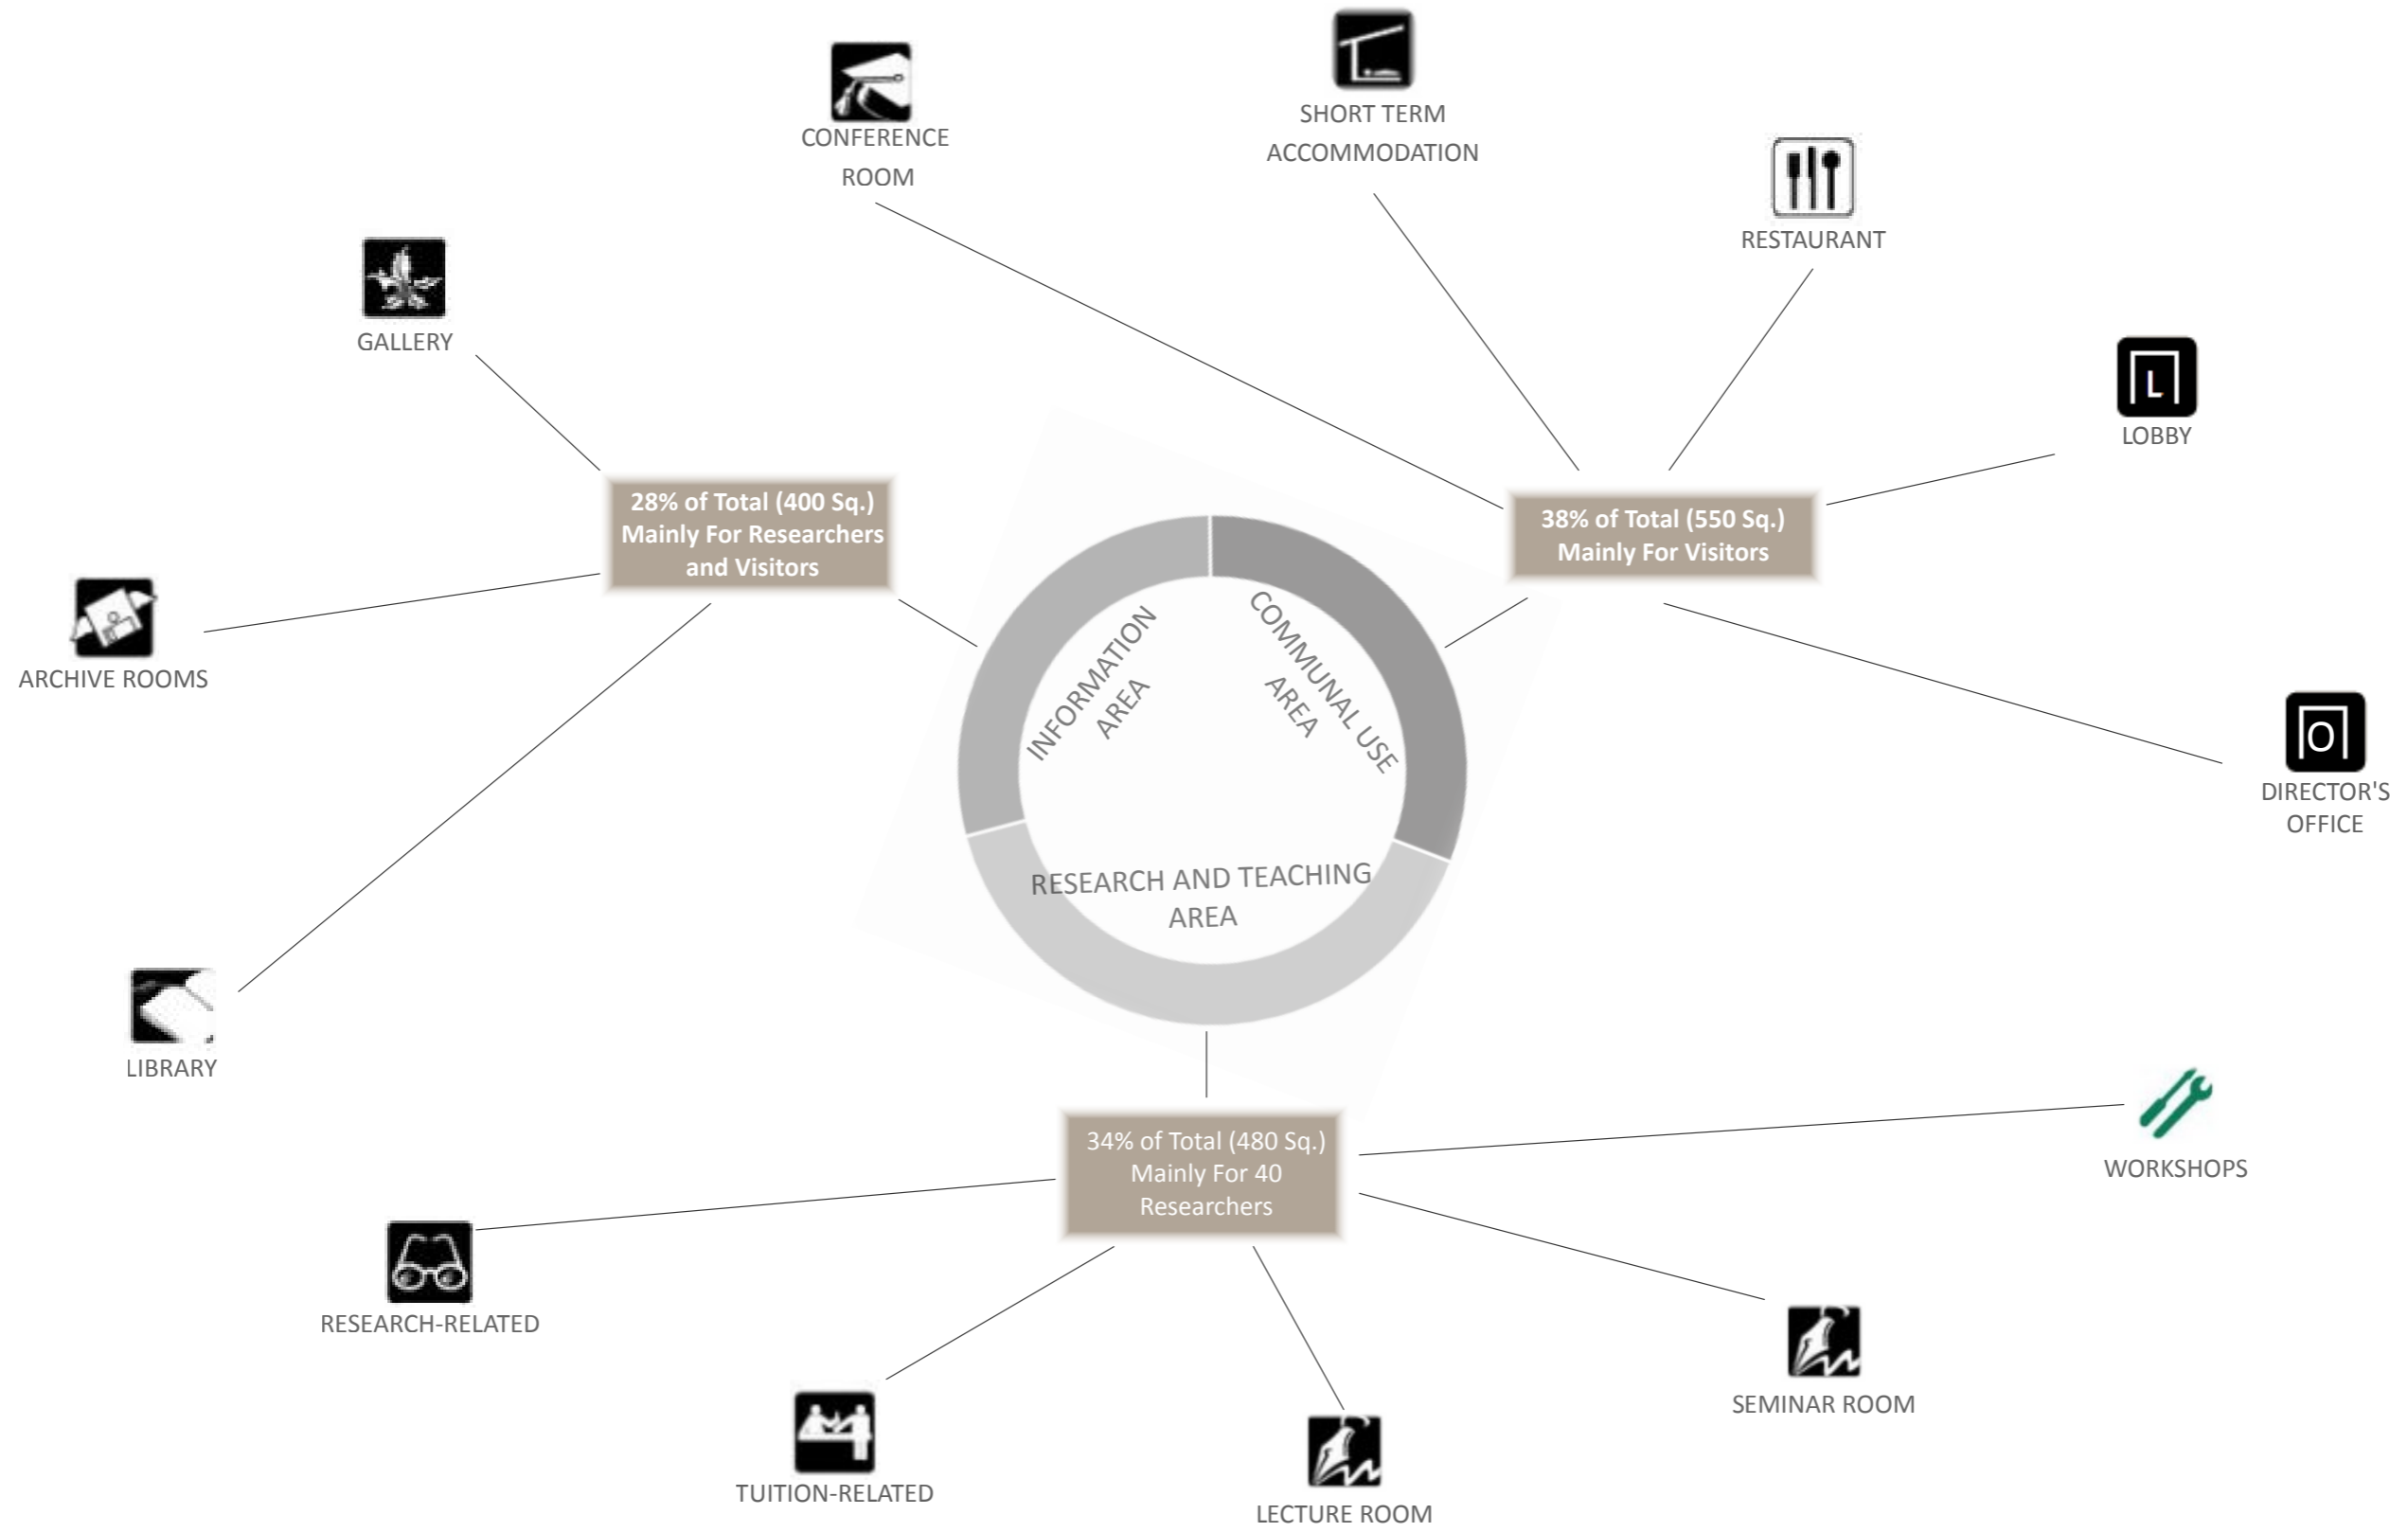 CONFERENCE
ROOM
SHORT TERM
ACCOMMODATION
RESTAURANT
GALLERY
L
LOBBY
28% of Total (400 Sq.)
Mainly For Researchers
and Visitors
38% of Total (550 Sq.)
Mainly For Visitors
ARCHIVE ROOMS
INFORMATION
AREA
COMMUNAL USE
AREA
O
DIRECTOR'S
OFFICE
RESEARCH AND TEACHING
AREA
LIBRARY
34% of Total (480 Sq.)
Mainly For 40
Researchers
WORKSHOPS
RESEARCH-RELATED
SEMINAR ROOM
TUITION-RELATED
LECTURE ROOM